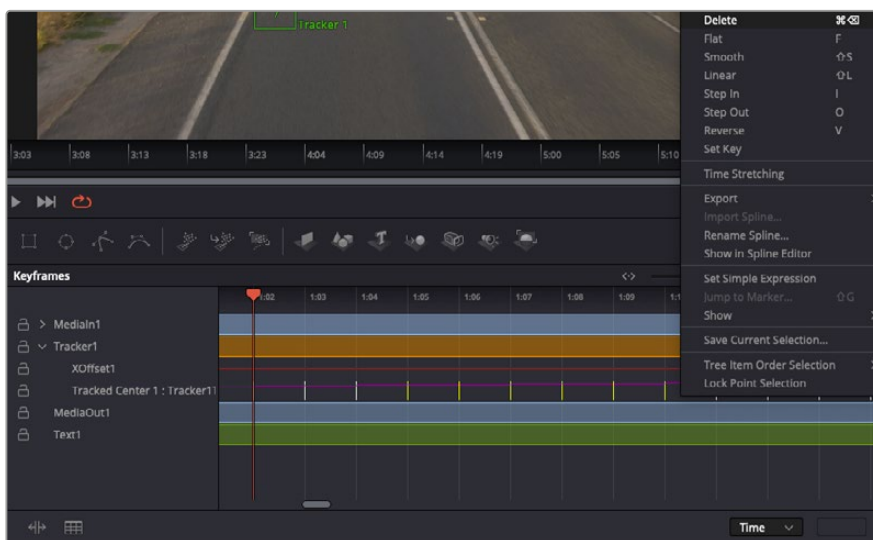 Tracker 1
Delete ⌘⌫
Flat F
Smooth ⇧S
Linear ⇧L
Step In I
Step Out O
Reverse V
Set Key
Time Stretching
Export
Import Spline...
Rename Spline...
Show in Spline Editor
Set Simple Expression
Jump to Marker... ⇧G
Show
Save Current Selection...
Tree Item Order Selection
Lock Point Selection
3:03 3:08 3:13 3:18 3:23 4:04 4:09 4:14 4:19 5:00 5:05 5:10
Keyframes
1:02 1:03 1:04 1:05 1:06 1:07 1:08 1:09
MediaIn1
Tracker1
XOffset1
Tracked Center 1 : Tracker11
MediaOut1
Text1
Time